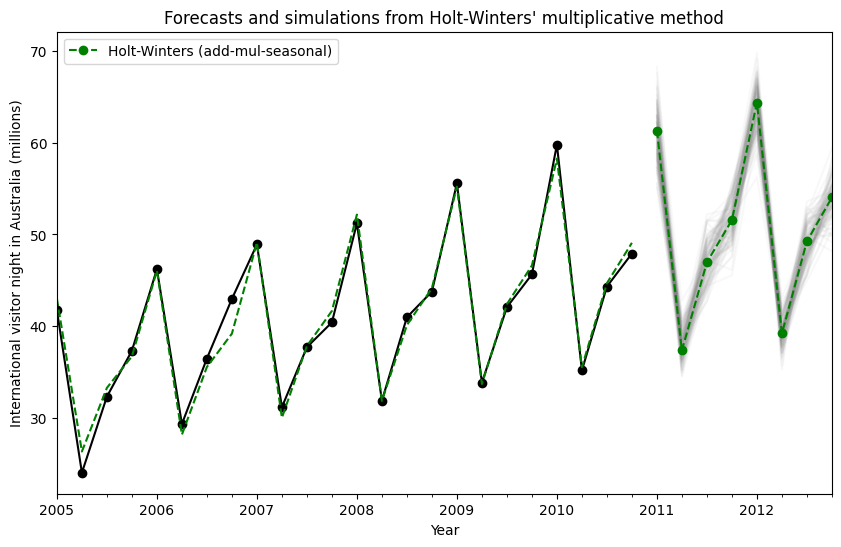 Forecasts and simulations from Holt-Winters' multiplicative method
Holt-Winters (add-mul-seasonal)
International visitor night in Australia (millions)
70
60
50
40
30
2005 2006 2007 2008 2009 2010 2011 2012
Year